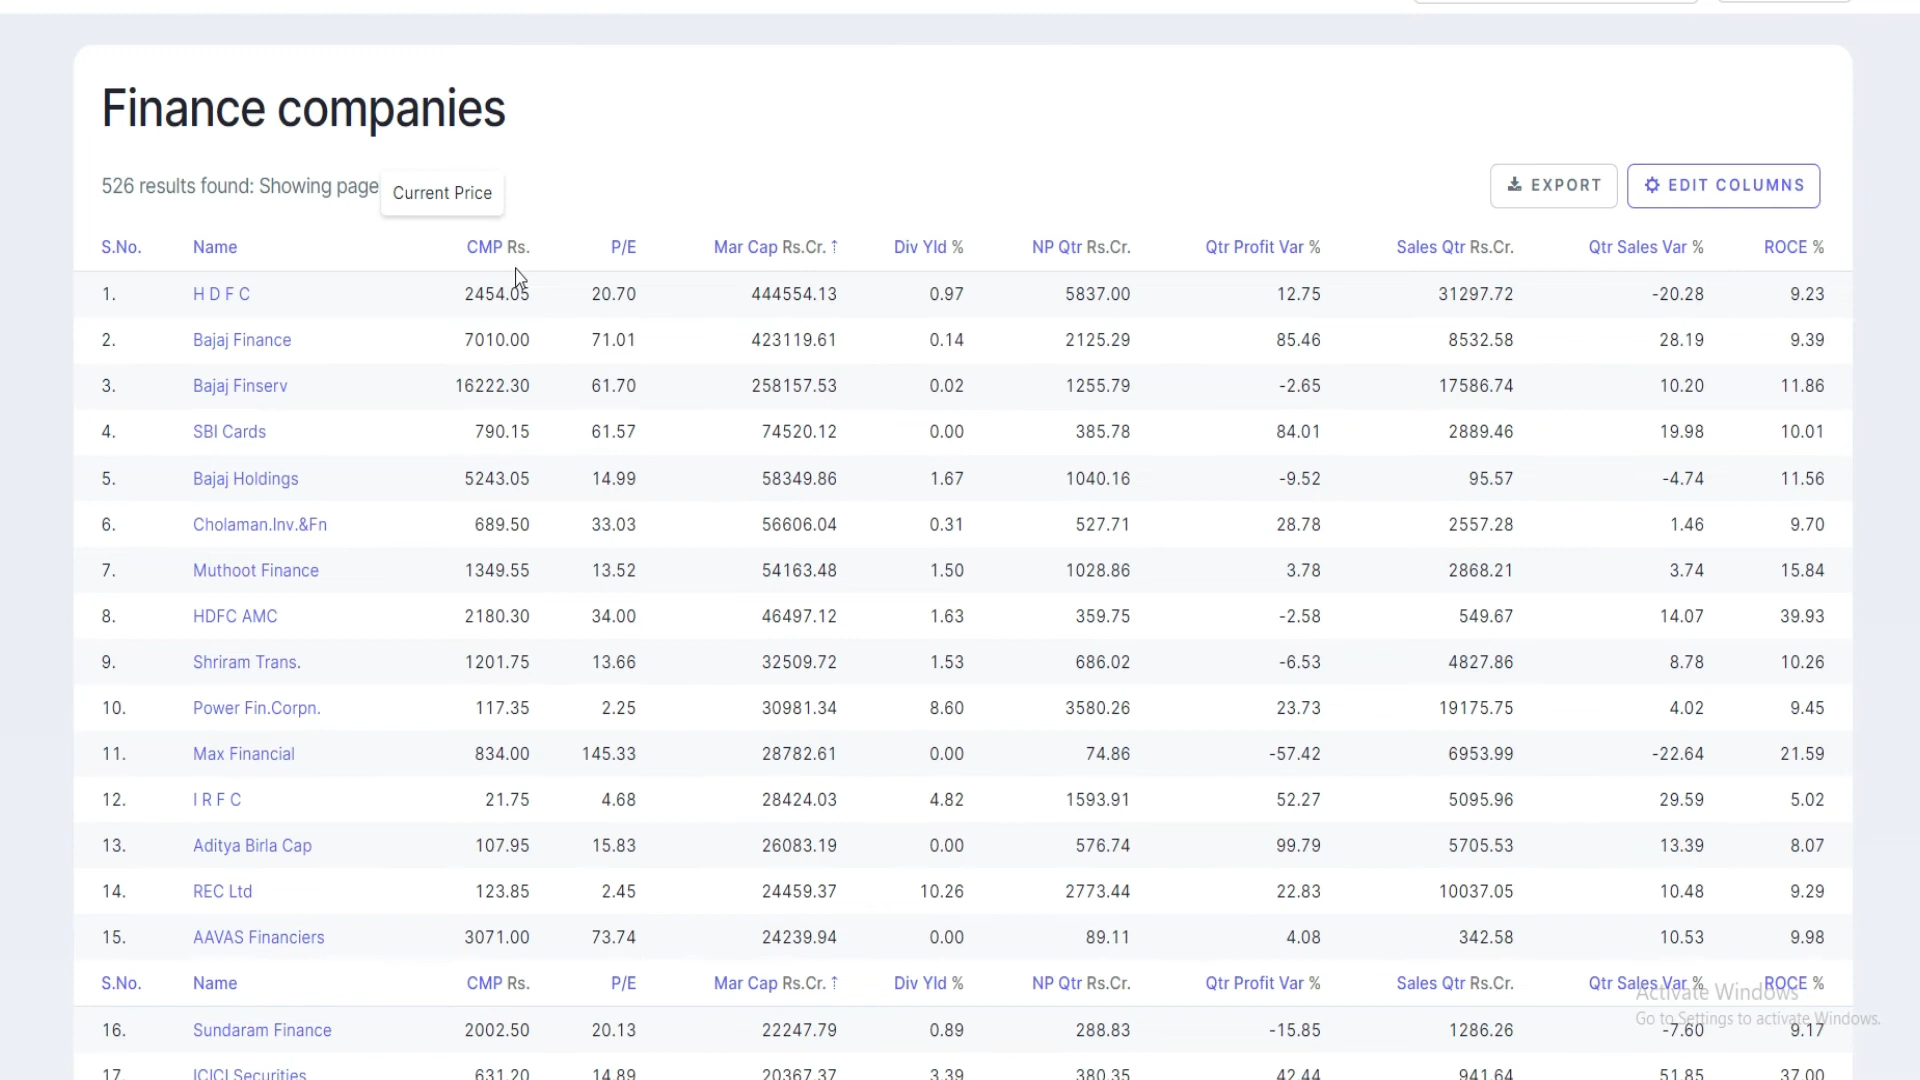 Finance companies
526 results found: Showing page
Current Price
EXPORT
EDIT COLUMNS
S.No. Name CMP Rs. P/E Mar Cap Rs.Cr. ↑ Div Yld % NP Qtr Rs.Cr. Qtr Profit Var % Sales Qtr Rs.Cr. Qtr Sales Var % ROCE %
1. H D F C 2454.05 20.70 444554.13 0.97 5837.00 12.75 31297.72 -20.28 9.23
2. Bajaj Finance 7010.00 71.01 423119.61 0.14 2125.29 85.46 8532.58 28.19 9.39
3. Bajaj Finserv 16222.30 61.70 258157.53 0.02 1255.79 -2.65 17586.74 10.20 11.86
4. SBI Cards 790.15 61.57 74520.12 0.00 385.78 84.01 2889.46 19.98 10.01
5. Bajaj Holdings 5243.05 14.99 58349.86 1.67 1040.16 -9.52 95.57 -4.74 11.56
6. Cholaman.Inv.&Fn 689.50 33.03 56606.04 0.31 527.71 28.78 2557.28 1.46 9.70
7. Muthoot Finance 1349.55 13.52 54163.48 1.50 1028.86 3.78 2868.21 3.74 15.84
8. HDFC AMC 2180.30 34.00 46497.12 1.63 359.75 -2.58 549.67 14.07 39.93
9. Shriram Trans. 1201.75 13.66 32509.72 1.53 686.02 -6.53 4827.86 8.78 10.26
10. Power Fin.Corpn. 117.35 2.25 30981.34 8.60 3580.26 23.73 19175.75 4.02 9.45
11. Max Financial 834.00 145.33 28782.61 0.00 74.86 -57.42 6953.99 -22.64 21.59
12. I R F C 21.75 4.68 28424.03 4.82 1593.91 52.27 5095.96 29.59 5.02
13. Aditya Birla Cap 107.95 15.83 26083.19 0.00 576.74 99.79 5705.53 13.39 8.07
14. REC Ltd 123.85 2.45 24459.37 10.26 2773.44 22.83 10037.05 10.48 9.29
15. AAVAS Financiers 3071.00 73.74 24239.94 0.00 89.11 4.08 342.58 10.53 9.98
S.No. Name CMP Rs. P/E Mar Cap Rs.Cr. ↑ Div Yld % NP Qtr Rs.Cr. Qtr Profit Var % Sales Qtr Rs.Cr. Qtr Sales Var % ROCE %
Activate Windows
Go to Settings to activate Windows.
16. Sundaram Finance 2002.50 20.13 22247.79 0.89 288.83 -15.85 1286.26 -7.60 9.17
17. ICICI Securities 631.20 14.89 20367.37 3.39 380.35 42.44 941.64 51.85 37.00